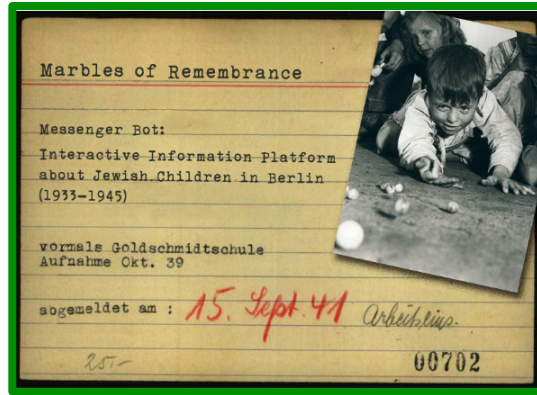 Marbles of Remembrance
Messenger Bot:
Interactive Information Platform
about Jewish Children in Berlin
(1933-1945)
vormals Goldschmidtschule
Aufnahme Okt. 39
abgemeldet am : 15. Sept. 41
25.-
00702